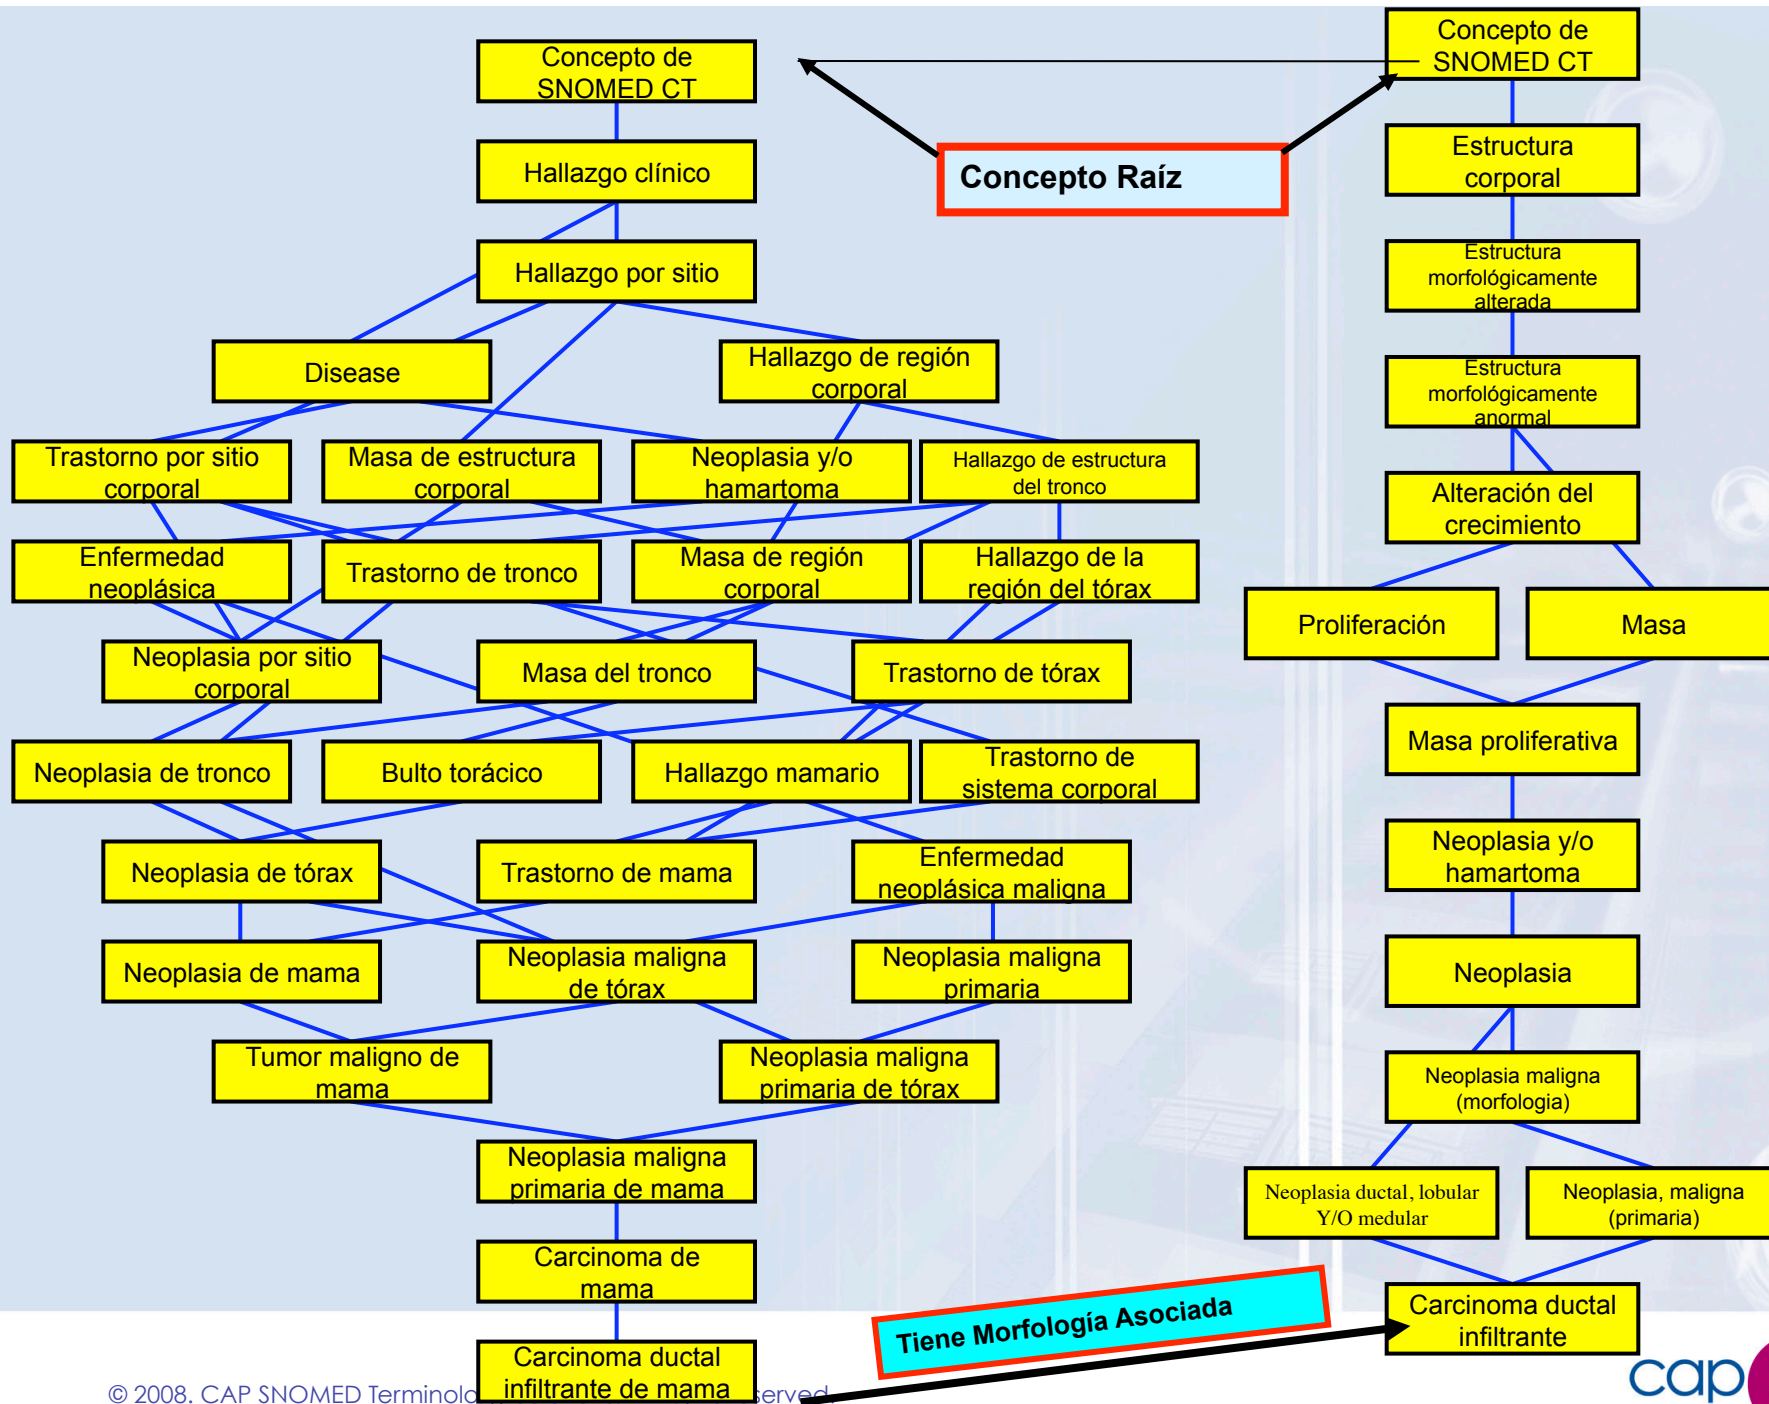 Concepto de
SNOMED CT
Concepto de
SNOMED CT
Hallazgo clínico
Concepto Raíz
Estructura
corporal
Hallazgo por sitio
Estructura
morfológicamente
alterada
Disease
Hallazgo de región
corporal
Estructura
morfológicamente
anormal
Trastorno por sitio
corporal
Masa de estructura
corporal
Neoplasia y/o
hamartoma
Hallazgo de estructura
del tronco
Alteración del
crecimiento
Enfermedad
neoplásica
Trastorno de tronco
Masa de región
corporal
Hallazgo de la
región del tórax
Proliferación
Masa
Neoplasia por sitio
corporal
Masa del tronco
Trastorno de tórax
Masa proliferativa
Neoplasia de tronco
Bulto torácico
Hallazgo mamario
Trastorno de
sistema corporal
Neoplasia y/o
hamartoma
Neoplasia de tórax
Trastorno de mama
Enfermedad
neoplásica maligna
Neoplasia de mama
Neoplasia maligna
de tórax
Neoplasia maligna
primaria
Neoplasia
Tumor maligno de
mama
Neoplasia maligna
primaria de tórax
Neoplasia maligna
(morfologia)
Neoplasia maligna
primaria de mama
Neoplasia ductal, lobular
Y/O medular
Neoplasia, maligna
(primaria)
Carcinoma de
mama
Tiene Morfología Asociada
Carcinoma ductal
infiltrante
Carcinoma ductal
infiltrante de mama
© 2008. CAP SNOMED
cap